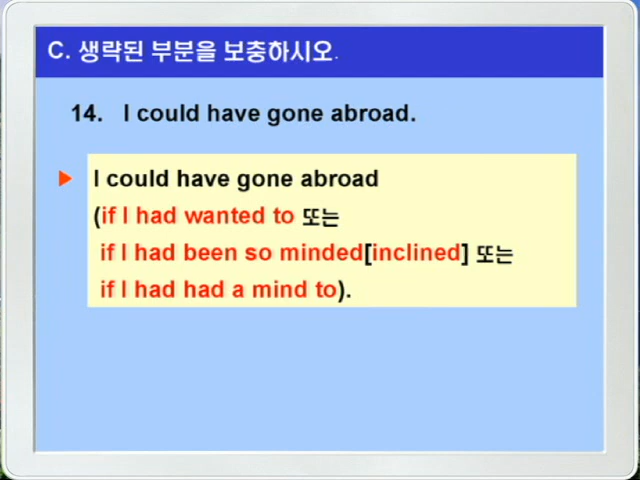 C. 생략된 부분을 보충하시오.
14. I could have gone abroad.
I could have gone abroad
(if I had wanted to 또는
if I had been so minded[inclined] 또는
if I had had a mind to).